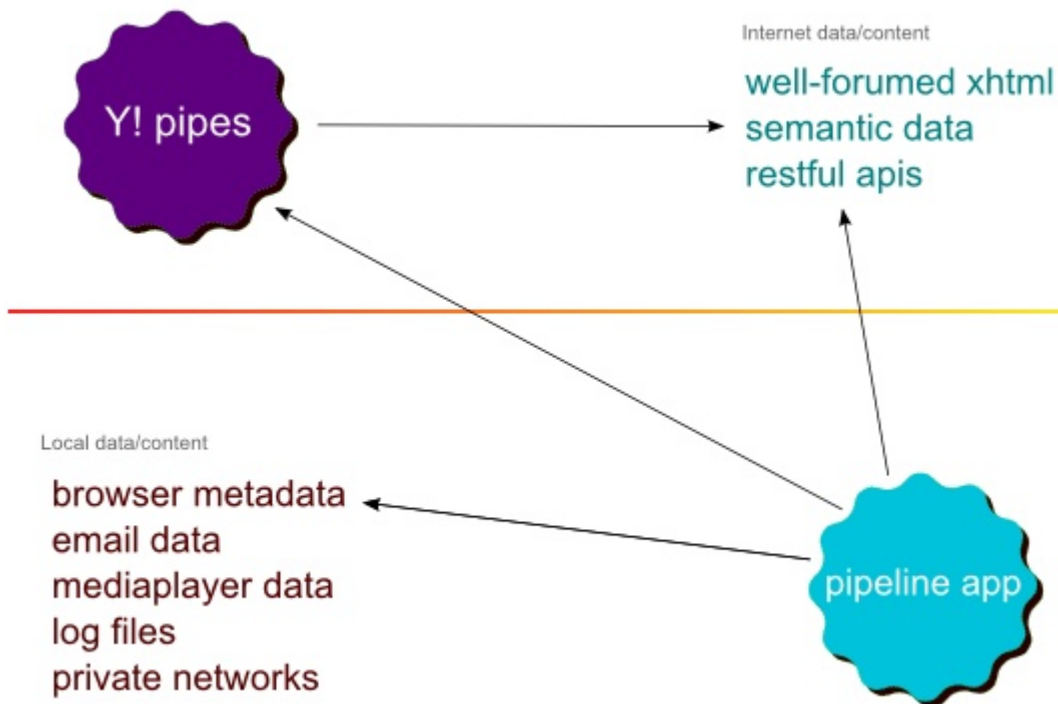 Internet data/content
Y! pipes
well-forumed xhtml
semantic data
restful apis
Local data/content
browser metadata
email data
mediaplayer data
log files
private networks
pipeline app